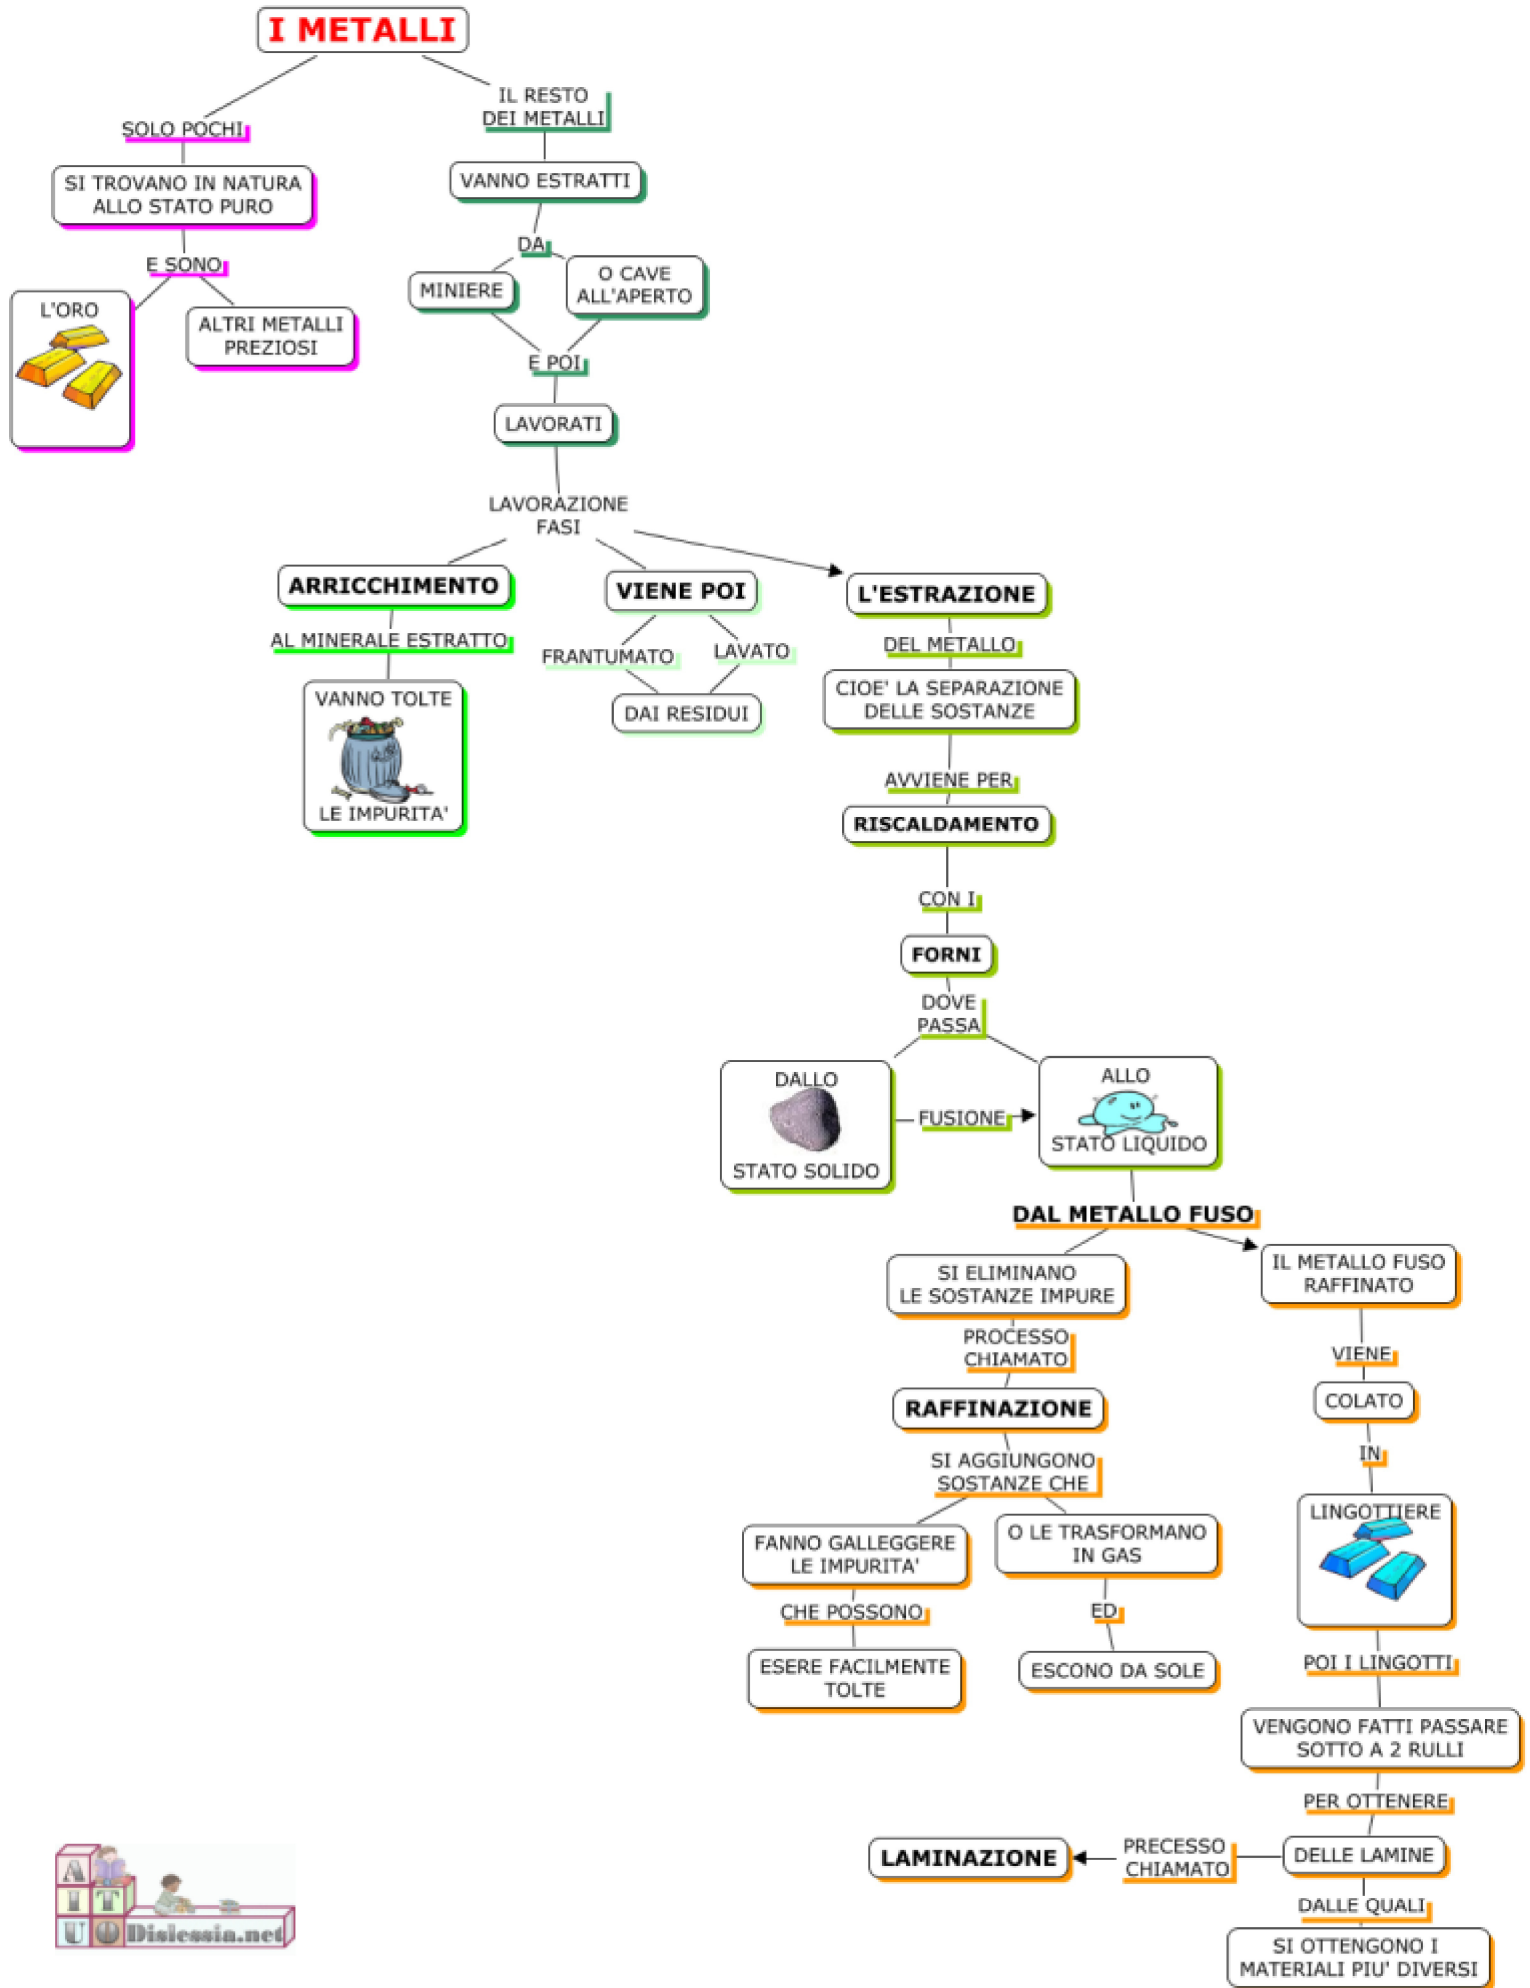 I METALLI
SOLO POCHI
SI TROVANO IN NATURA
ALLO STATO PURO
E SONO
L'ORO
ALTRI METALLI
PREZIOSI
IL RESTO
DEI METALLI
VANNO ESTRATTI
DA
MINIERE
O CAVE
ALL'APERTO
E POI
LAVORATI
LAVORAZIONE
FASI
ARRICCHIMENTO
AL MINERALE ESTRATTO
VANNO TOLTE
LE IMPURITA'
VIENE POI
FRANTUMATO
LAVATO
DAI RESIDUI
L'ESTRAZIONE
DEL METALLO
CIOE' LA SEPARAZIONE
DELLE SOSTANZE
AVVIENE PER
RISCALDAMENTO
CON I
FORNI
DOVE
PASSA
DALLO
STATO SOLIDO
FUSIONE
ALLO
STATO LIQUIDO
DAL METALLO FUSO
SI ELIMINANO
LE SOSTANZE IMPURE
PROCESSO
CHIAMATO
RAFFINAZIONE
SI AGGIUNGONO
SOSTANZE CHE
FANNO GALLEGGERE
LE IMPURITA'
CHE POSSONO
ESERE FACILMENTE
TOLTE
O LE TRASFORMANO
IN GAS
ED
ESCONO DA SOLE
IL METALLO FUSO
RAFFINATO
VIENE
COLATO
IN
LINGOTTIERE
POI I LINGOTTI
VENGONO FATTI PASSARE
SOTTO A 2 RULLI
PER OTTENERE
DELLE LAMINE
PRECESSO
CHIAMATO
LAMINAZIONE
DALLE QUALI
SI OTTENGONO I
MATERIALI PIU' DIVERSI
A
I T
U O Dislessia.net